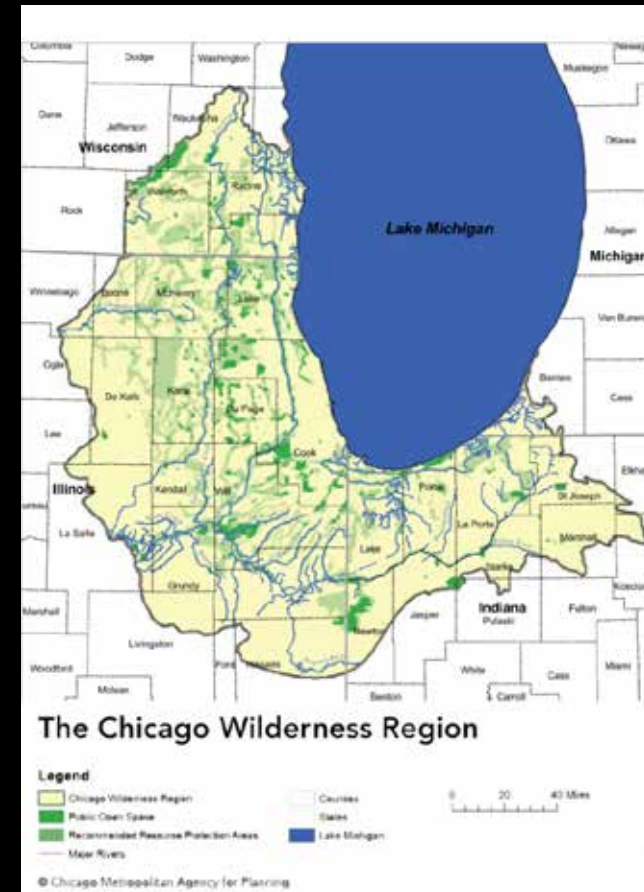 Columbia
Dodge
Washington
Muskegon
Dane
Jefferson
Waukesha
Ottawa
Wisconsin
Rock
Walworth
Racine
Lake Michigan
Allegan
Michigan
Winnebago
Boone
McHenry
Lake
Van Buren
Ogle
Berrien
De Kalb
Kane
Du Page
Cass
Lee
Cook
Illinois
Kendall
Will
Porter
St Joseph
La Salle
La Porte
Marshall
Lake
Grundy
Starke
Marshall
Jasper
Indiana
Fulton
Newton
Pulaski
Livingston
Woodford
Ford
White
Cass
Miami
Mclean
Benton
Carroll
The Chicago Wilderness Region
Legend
Chicago Wilderness Region
Public Open Space
Recommended Resource Protection Areas
Major Rivers
Counties
States
Lake Michigan
0 20 40 Miles
© Chicago Metropolitan Agency for Planning